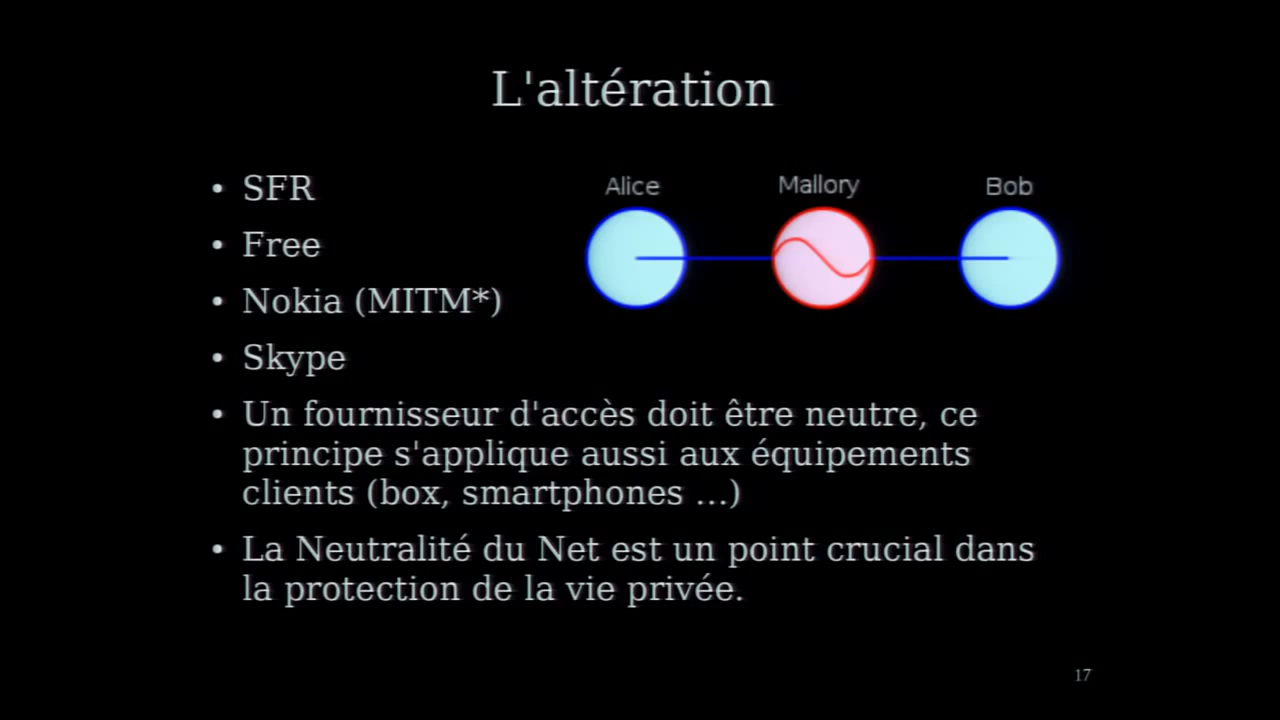 L'altération
• SFR
• Free
• Nokia (MITM*)
• Skype
Alice
Mallory
Bob
• Un fournisseur d'accès doit être neutre, ce
principe s'applique aussi aux équipements
clients (box, smartphones ...)
• La Neutralité du Net est un point crucial dans
la protection de la vie privée.
17